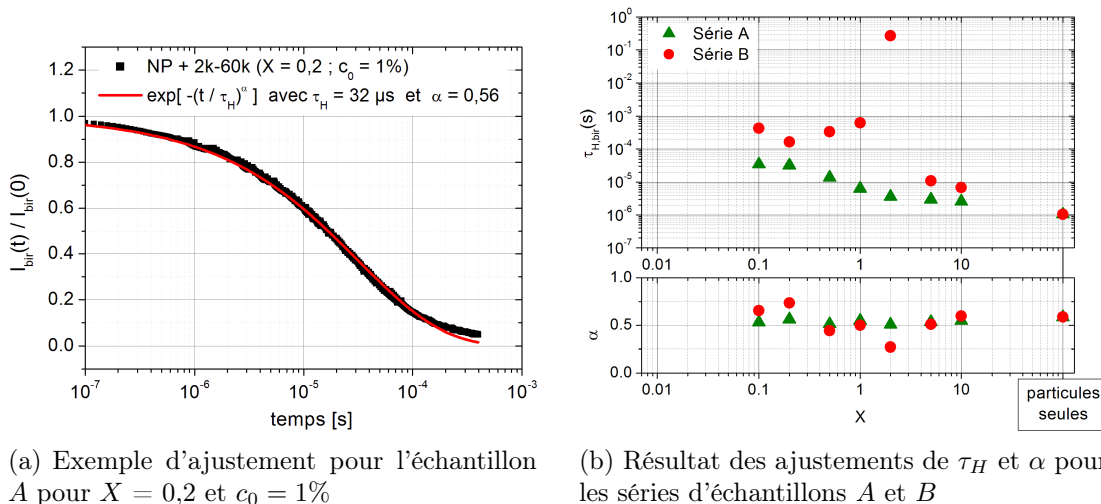 1.2
1.0
0.8
0.6
0.4
0.2
0.0
I_bir(t) / I_bir(0)
NP + 2k-60k (X = 0,2 ; c_0 = 1%)
exp[ -(t / τ_H)^α ] avec τ_H = 32 µs et α = 0,56
10^-7
10^-6
10^-5
10^-4
10^-3
temps [s]
Série A
Série B
10^0
10^-1
10^-2
10^-3
10^-4
10^-5
10^-6
10^-7
τ_H,bir(s)
0.01
0.1
1
10
1.0
0.5
0.0
α
0.01
0.1
1
10
X
particules
seules
(a) Exemple d'ajustement pour l'échantillon
A pour X = 0,2 et c_0 = 1%
(b) Résultat des ajustements de τ_H et α pour
les séries d'échantillons A et B